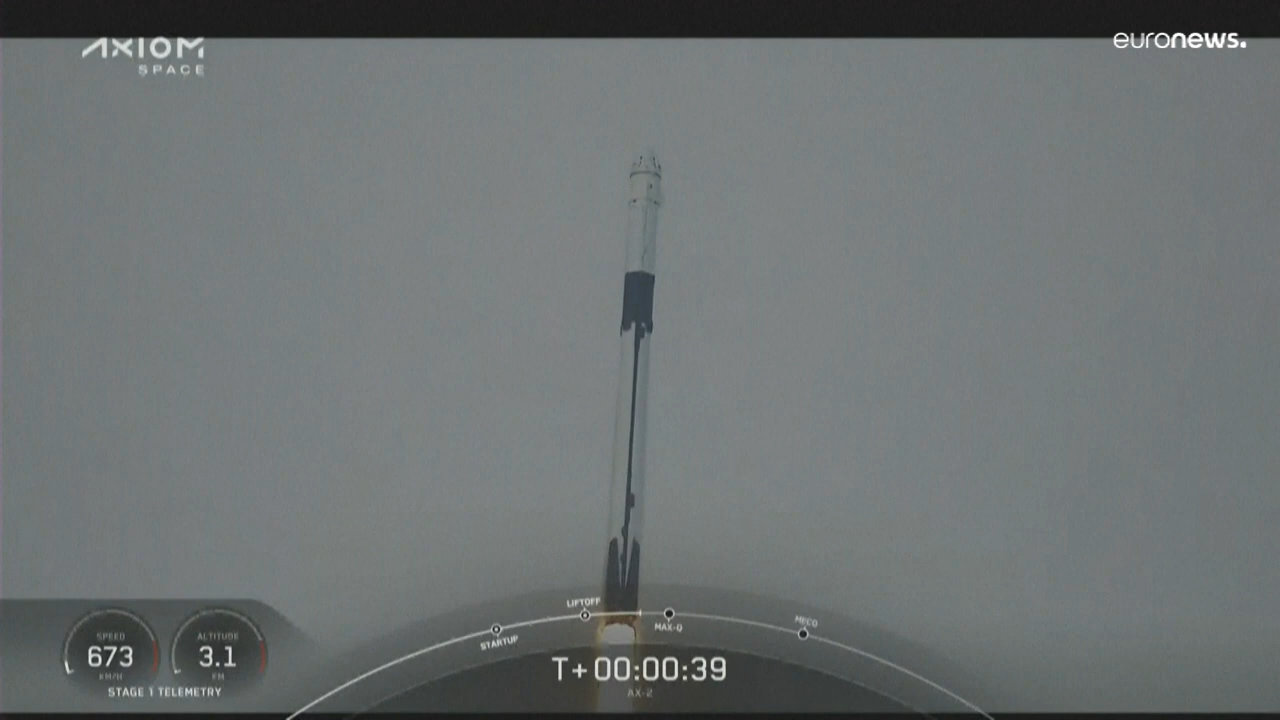 AXIOM
SPACE
euronews.
LIFTOFF
STARTUP
MAX-Q
MECO
SPEED
673
KM/H
ALTITUDE
3.1
KM
STAGE 1 TELEMETRY
T+00:00:39
AX-2